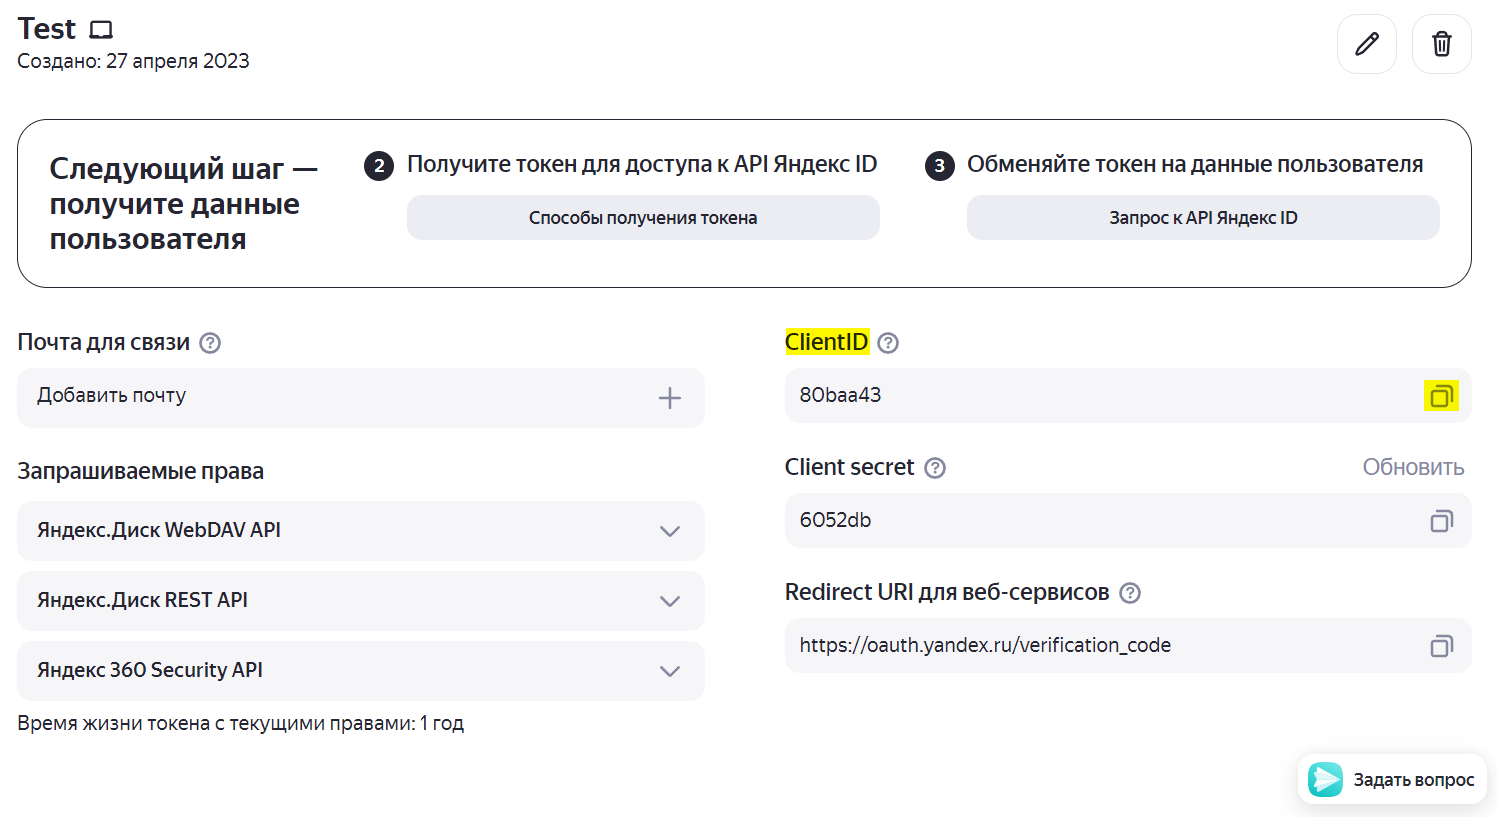 Test
Создано: 27 апреля 2023
Следующий шаг —
получите данные
пользователя
2 Получите токен для доступа к API Яндекс ID
Способы получения токена
3 Обменяйте токен на данные пользователя
Запрос к API Яндекс ID
Почта для связи ?
Добавить почту
Запрашиваемые права
Яндекс.Диск WebDAV API
Яндекс.Диск REST API
Яндекс 360 Security API
Время жизни токена с текущими правами: 1 год
ClientID ?
80baa43
Client secret ? Обновить
6052db
Redirect URI для веб-сервисов ?
https://oauth.yandex.ru/verification_code
Задать вопрос